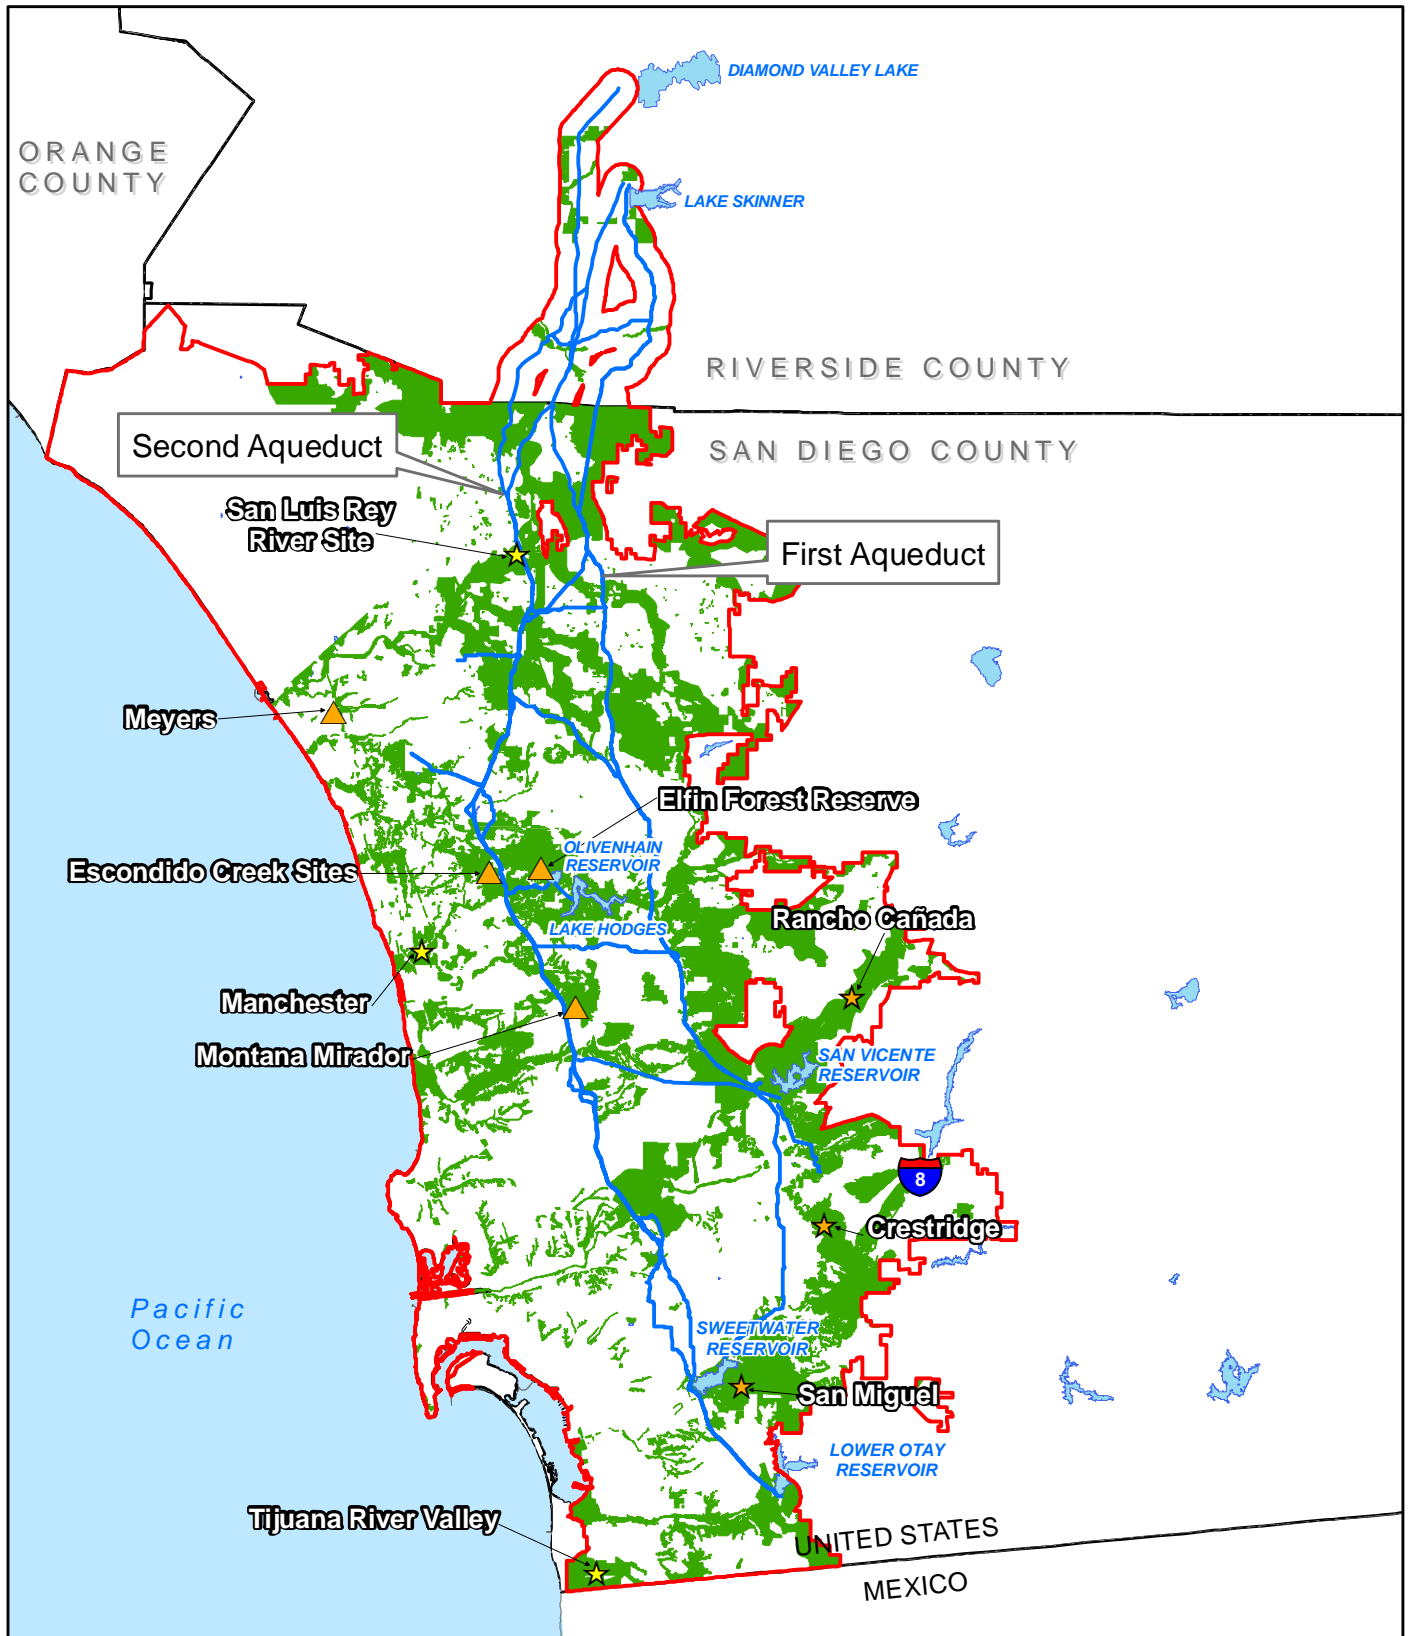 DIAMOND VALLEY LAKE
ORANGE
COUNTY
LAKE SKINNER
RIVERSIDE COUNTY
SAN DIEGO COUNTY
Second Aqueduct
San Luis Rey
River Site
First Aqueduct
Meyers
Elfin Forest Reserve
OLIVENHAIN
RESERVOIR
Escondido Creek Sites
Rancho Cañada
LAKE HODGES
Manchester
Montana Mirador
SAN VICENTE
RESERVOIR
8
Crestridge
Pacific
Ocean
SWEETWATER
RESERVOIR
San Miguel
LOWER OTAY
RESERVOIR
Tijuana River Valley
UNITED STATES
MEXICO